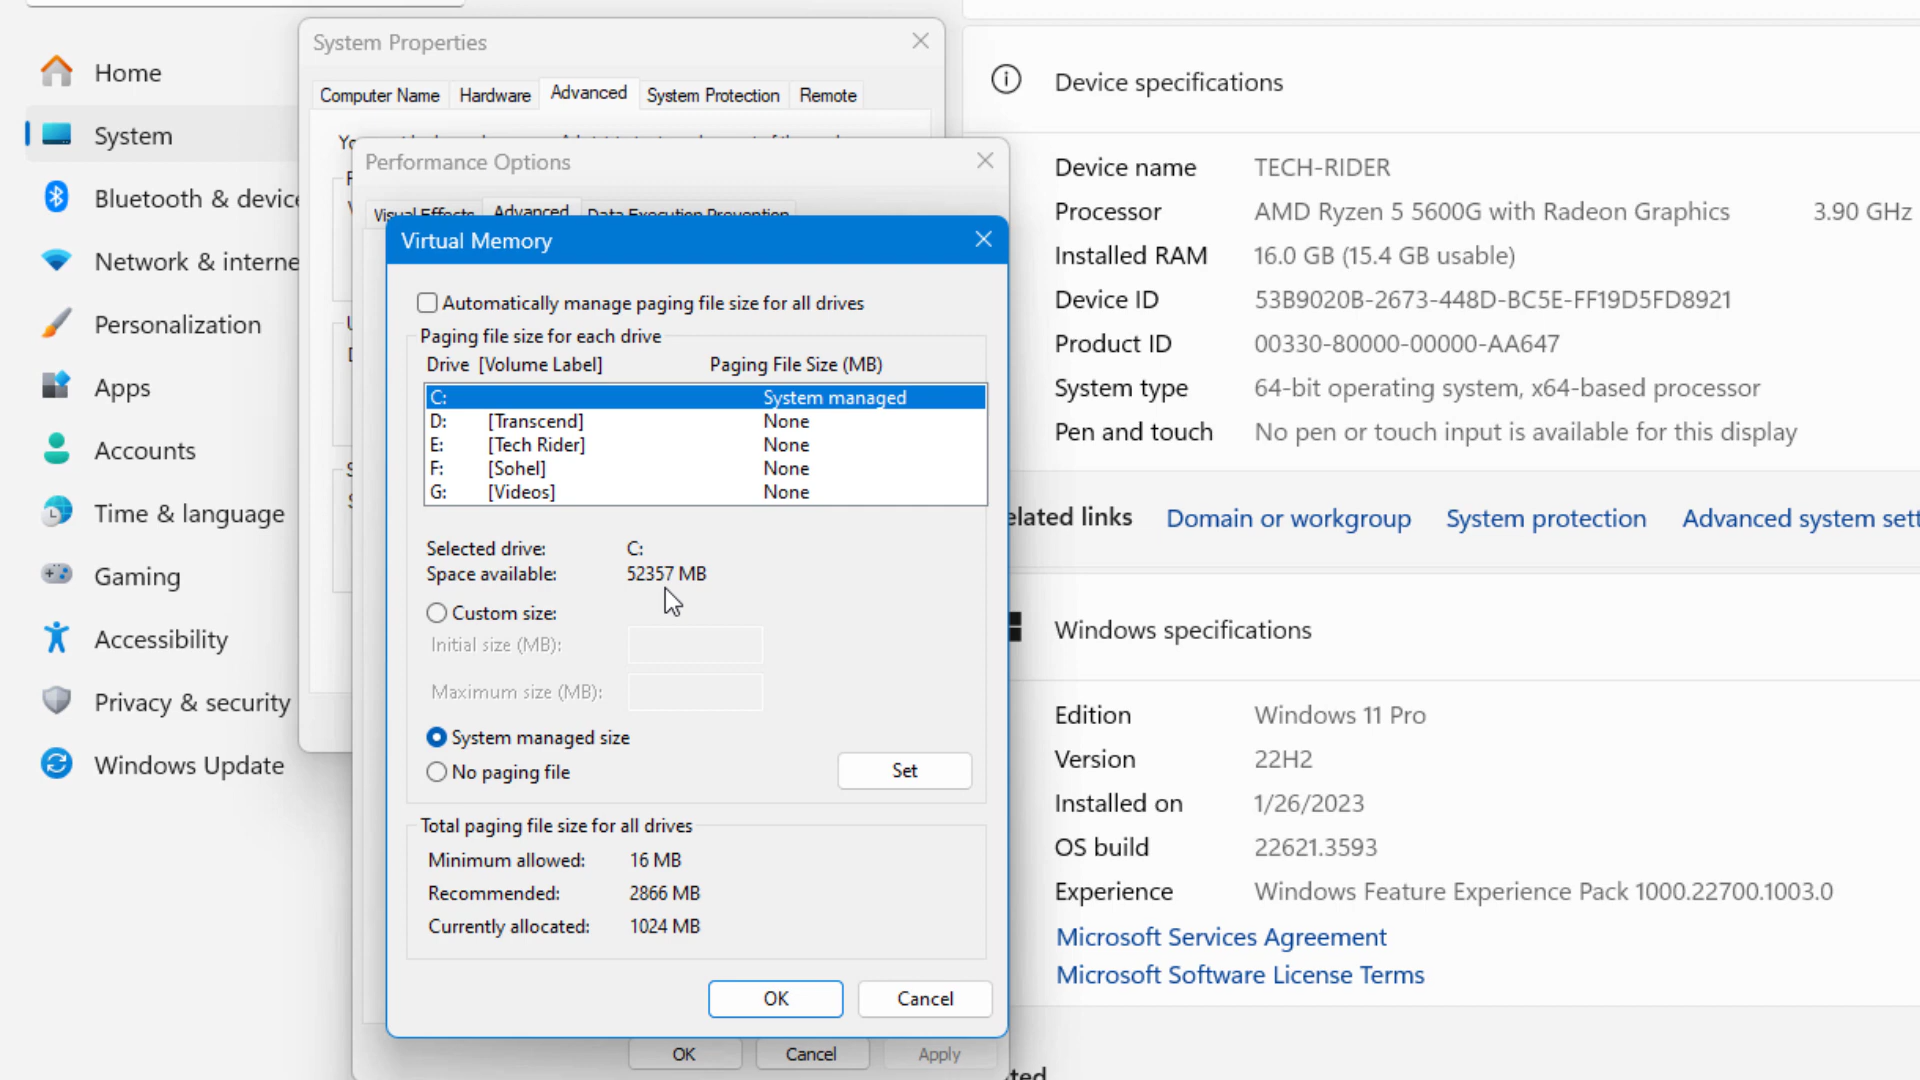 Home
System
Bluetooth & device
Network & interne
Personalization
Apps
Accounts
Time & language
Gaming
Accessibility
Privacy & security
Windows Update
System Properties
Computer Name
Hardware
Advanced
System Protection
Remote
Performance Options
Visual Effects
Advanced
Data Execution Prevention
Virtual Memory
Automatically manage paging file size for all drives
Paging file size for each drive
Drive [Volume Label] Paging File Size (MB)
C: System managed
D: [Transcend] None
E: [Tech Rider] None
F: [Sohel] None
G: [Videos] None
Selected drive: C:
Space available: 52357 MB
Custom size:
Initial size (MB):
Maximum size (MB):
System managed size
No paging file
Set
Total paging file size for all drives
Minimum allowed: 16 MB
Recommended: 2866 MB
Currently allocated: 1024 MB
OK Cancel
OK Cancel Apply
Device specifications
Device name TECH-RIDER
Processor AMD Ryzen 5 5600G with Radeon Graphics 3.90 GHz
Installed RAM 16.0 GB (15.4 GB usable)
Device ID 53B9020B-2673-448D-BC5E-FF19D5FD8921
Product ID 00330-80000-00000-AA647
System type 64-bit operating system, x64-based processor
Pen and touch No pen or touch input is available for this display
elated links Domain or workgroup System protection Advanced system sett
Windows specifications
Edition Windows 11 Pro
Version 22H2
Installed on 1/26/2023
OS build 22621.3593
Experience Windows Feature Experience Pack 1000.22700.1003.0
Microsoft Services Agreement
Microsoft Software License Terms